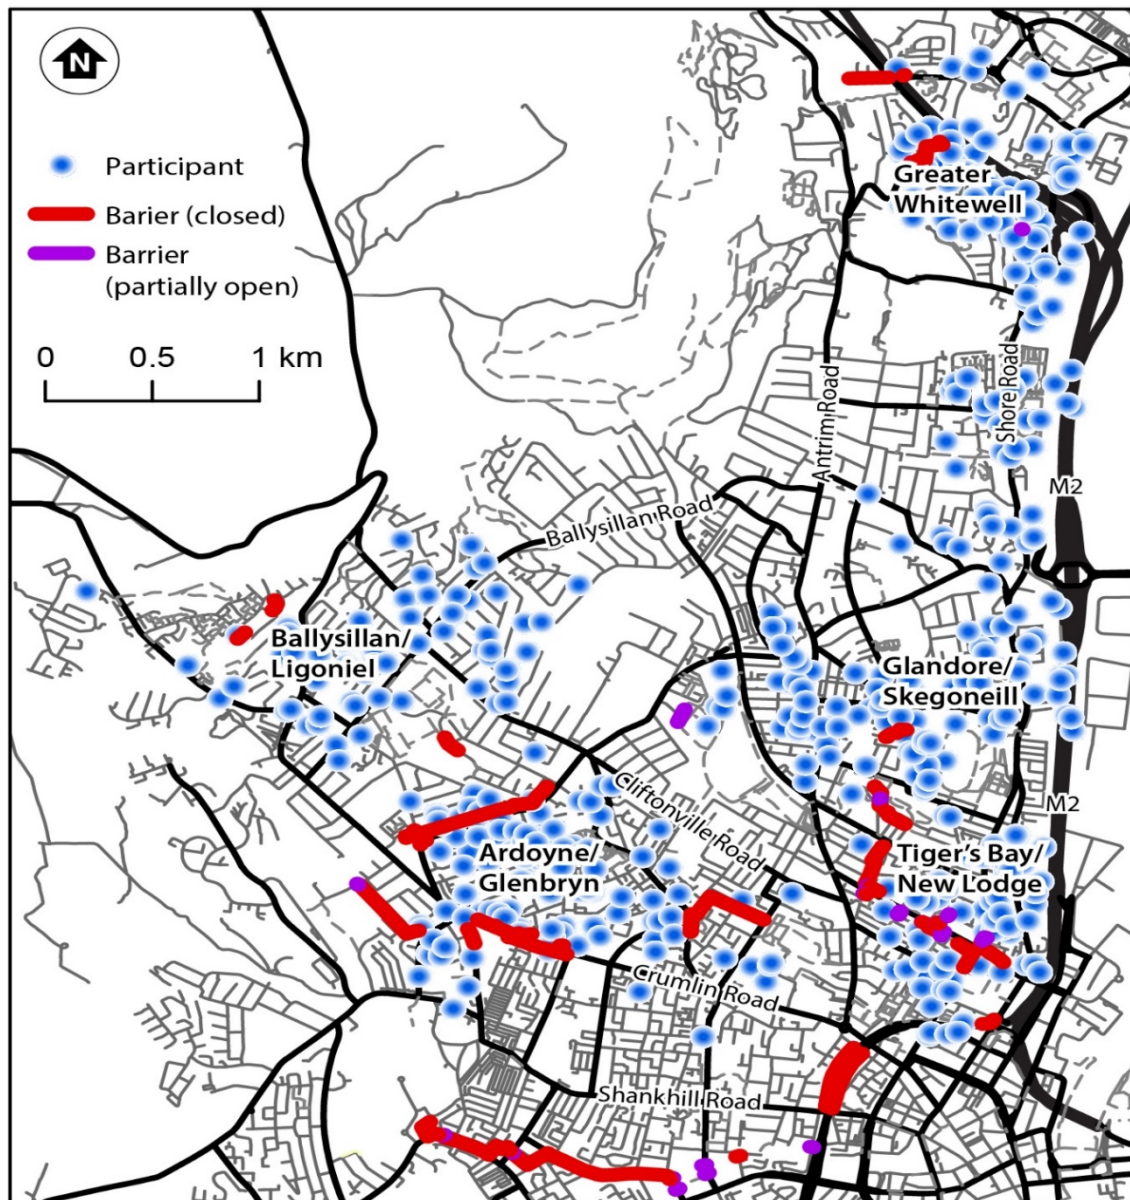 N
Participant
Barier (closed)
Barrier
(partially open)
0 0.5 1 km
Greater
Whitewell
Shore Road
Antrim Road
M2
Ballysillan Road
Ballysillan/
Ligoniel
Glandore/
Skegoneill
M2
Cliftonville Road
Ardoyne/
Glenbryn
Tiger's Bay/
New Lodge
Crumlin Road
Shankhill Road